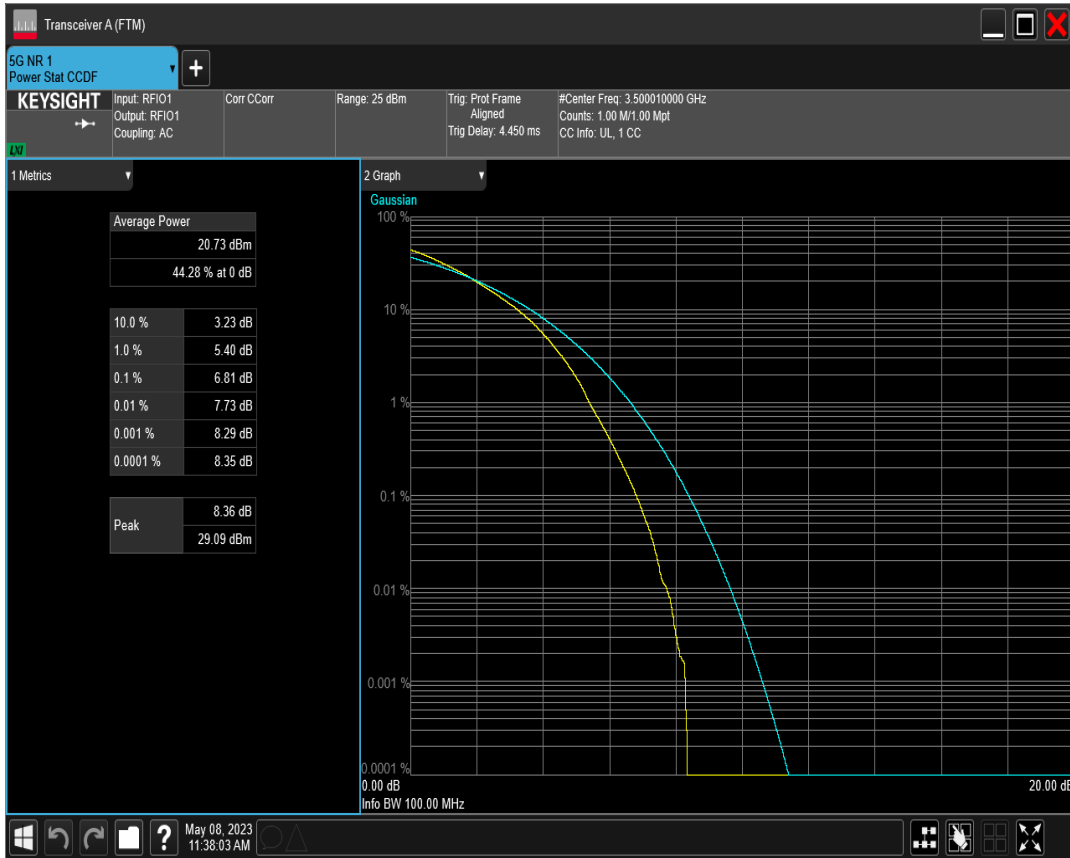 Transceiver A (FTM)
5G NR 1
Power Stat CCDF
KEYSIGHT
LXI
Input: RFIO1
Output: RFIO1
Coupling: AC
Corr CCorr
Range: 25 dBm
Trig: Prot Frame
Aligned
Trig Delay: 4.450 ms
#Center Freq: 3.500010000 GHz
Counts: 1.00 M/1.00 Mpt
CC Info: UL, 1 CC
1 Metrics
Average Power
20.73 dBm
44.28 % at 0 dB
10.0 % 3.23 dB
1.0 % 5.40 dB
0.1 % 6.81 dB
0.01 % 7.73 dB
0.001 % 8.29 dB
0.0001 % 8.35 dB
Peak
8.36 dB
29.09 dBm
2 Graph
Gaussian
100 %
10 %
1 %
0.1 %
0.01 %
0.001 %
0.0001 %
0.00 dB
20.00 dB
Info BW 100.00 MHz
?
May 08, 2023
11:38:03 AM